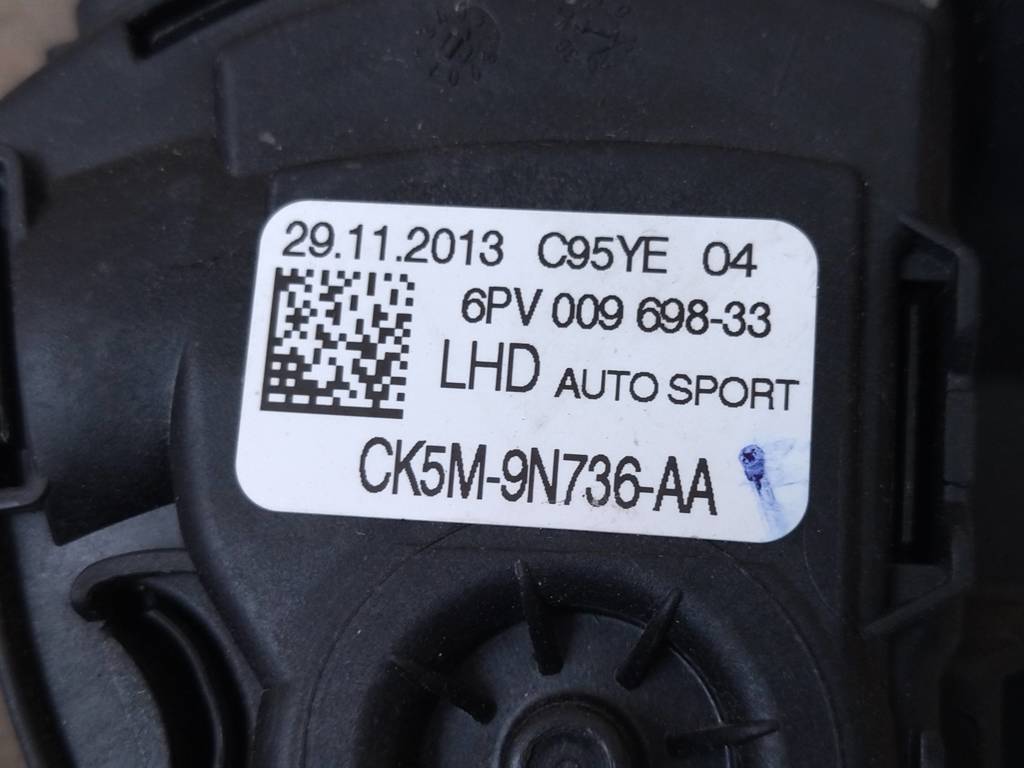 29.11.2013 C95YE 04
6PV 009 698-33
LHD AUTO SPORT
CK5M-9N736-AA